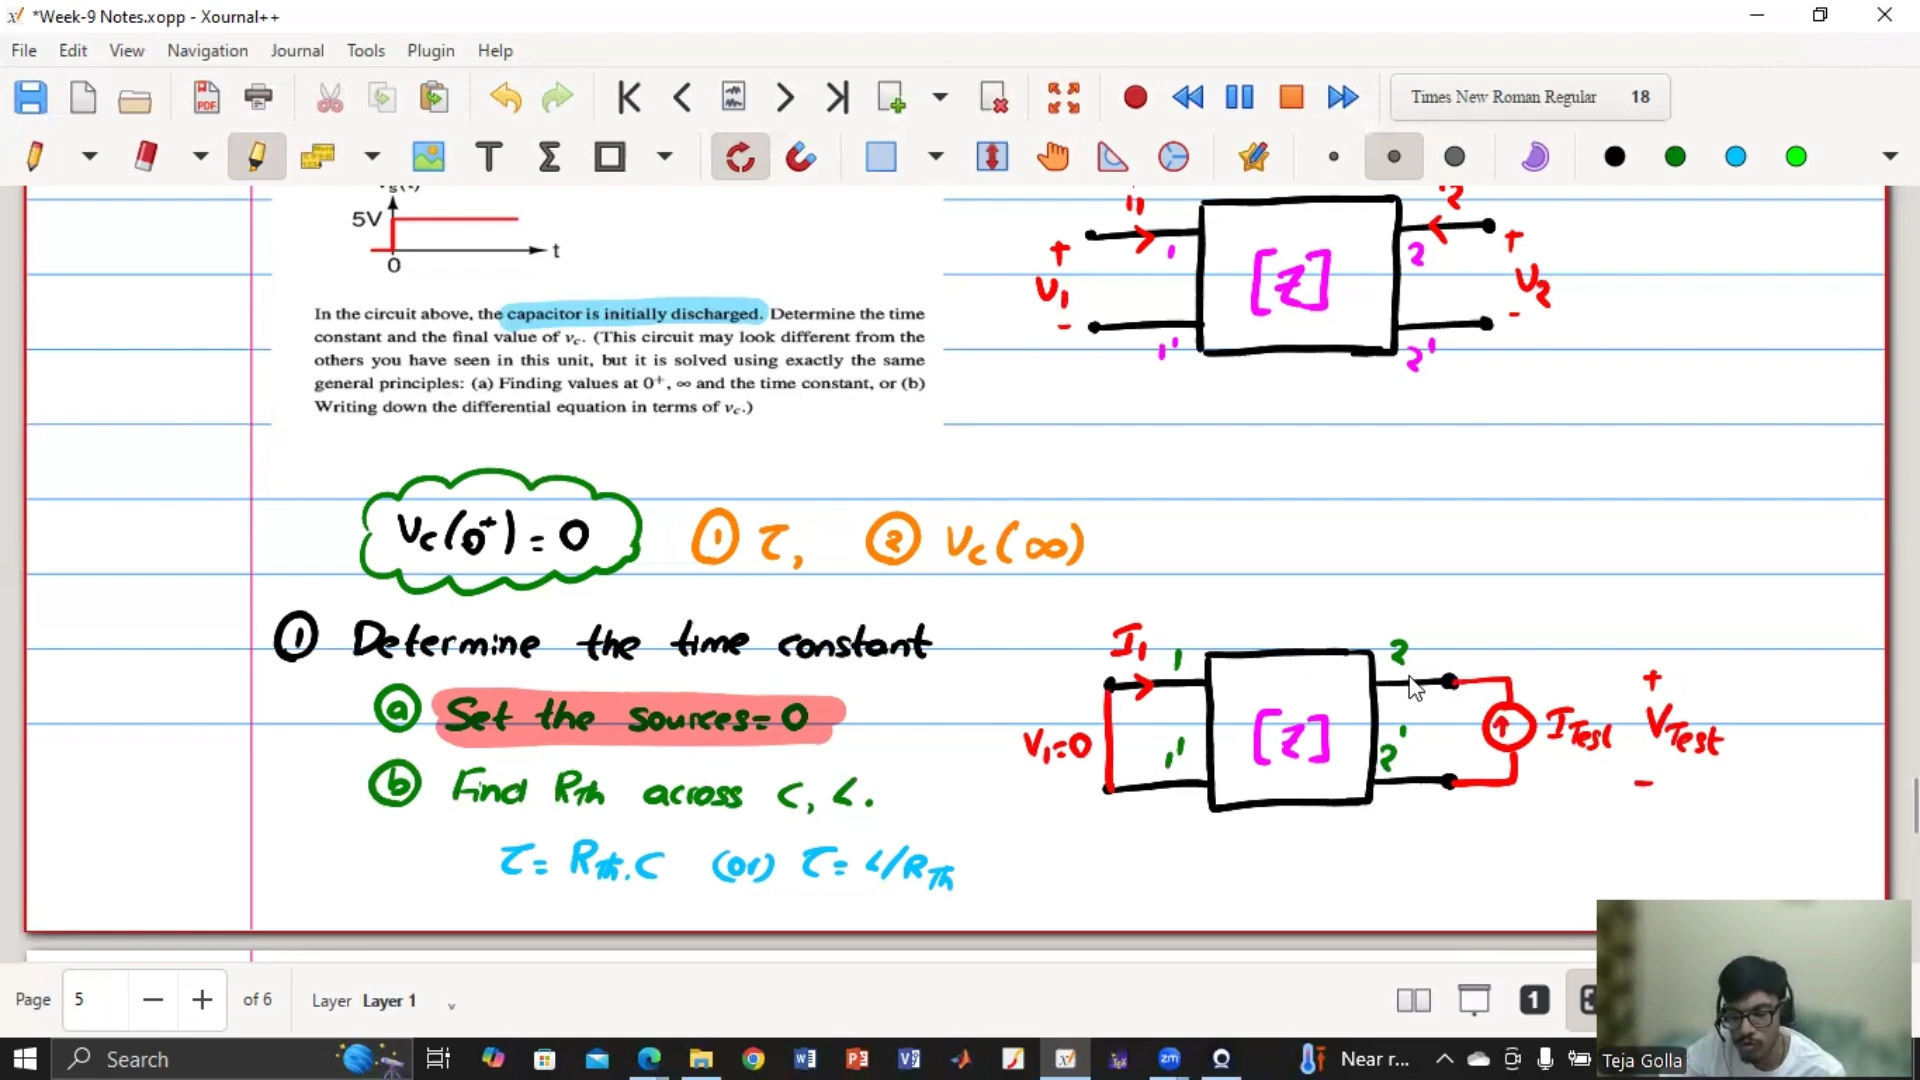 *Week-9 Notes.xopp - Xournal++
File Edit View Navigation Journal Tools Plugin Help
Times New Roman Regular 18
5V
0
t
In the circuit above, the capacitor is initially discharged. Determine the time
constant and the final value of vc. (This circuit may look different from the
others you have seen in this unit, but it is solved using exactly the same
general principles: (a) Finding values at 0+, ∞ and the time constant, or (b)
Writing down the differential equation in terms of vc.)
+ V1 -
1
1'
[Z]
2
2'
+ V2 -
Vc(0+) = 0 ① τ, ② Vc(∞)
① Determine the time constant
ⓐ Set the sources = 0
ⓑ Find RTh across C, L.
τ = RTh.C (or) τ = L/RTh
I1
1
V1=0
1'
[Z]
2
2'
ITest
+ VTest -
Page 5 of 6 Layer Layer 1
1
Search
Near r...
Teja Golla